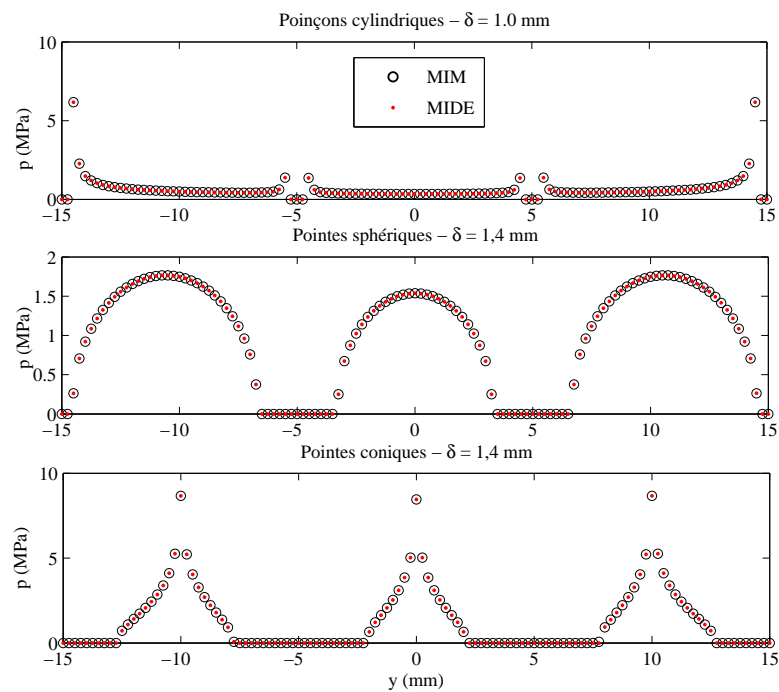 Poinçons cylindriques – δ = 1.0 mm
10
5
0
p (MPa)
MIM
MIDE
−15 −10 −5 0 5 10 15
Pointes sphériques – δ = 1,4 mm
2
1.5
1
0.5
0
p (MPa)
−15 −10 −5 0 5 10 15
Pointes coniques – δ = 1,4 mm
10
5
0
p (MPa)
−15 −10 −5 0 5 10 15
y (mm)